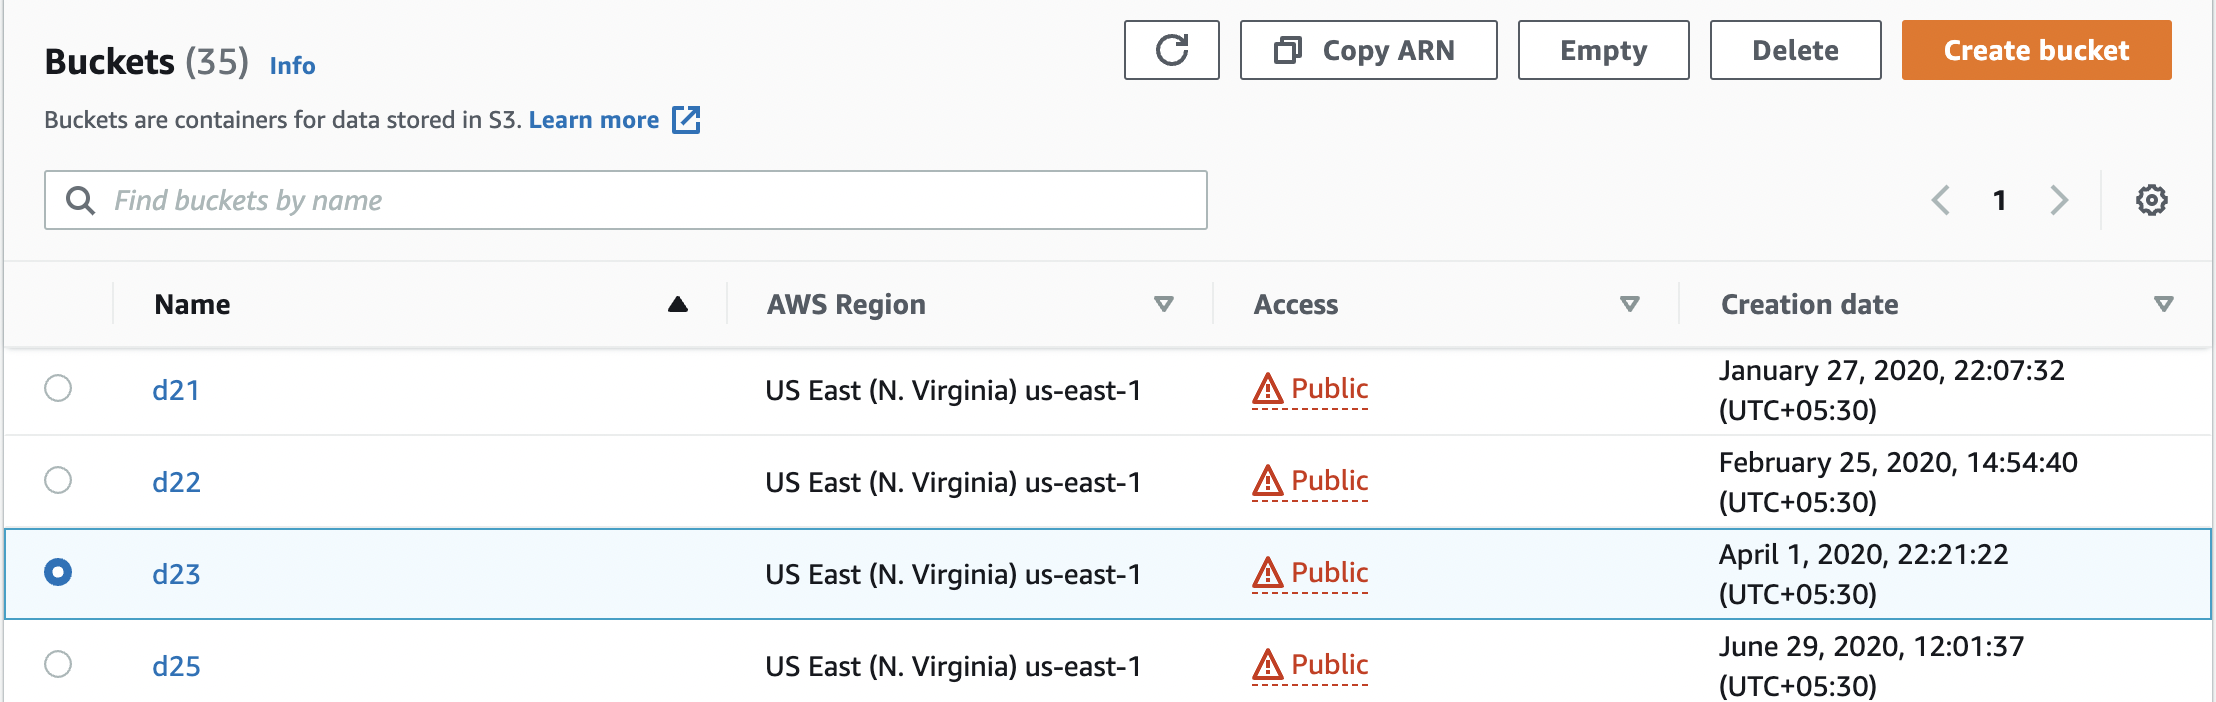 Buckets (35) Info
Copy ARN Empty Delete Create bucket
Buckets are containers for data stored in S3. Learn more
Find buckets by name
1
Name AWS Region Access Creation date
d21 US East (N. Virginia) us-east-1 Public January 27, 2020, 22:07:32
(UTC+05:30)
d22 US East (N. Virginia) us-east-1 Public February 25, 2020, 14:54:40
(UTC+05:30)
d23 US East (N. Virginia) us-east-1 Public April 1, 2020, 22:21:22
(UTC+05:30)
d25 US East (N. Virginia) us-east-1 Public June 29, 2020, 12:01:37
(UTC+05:30)